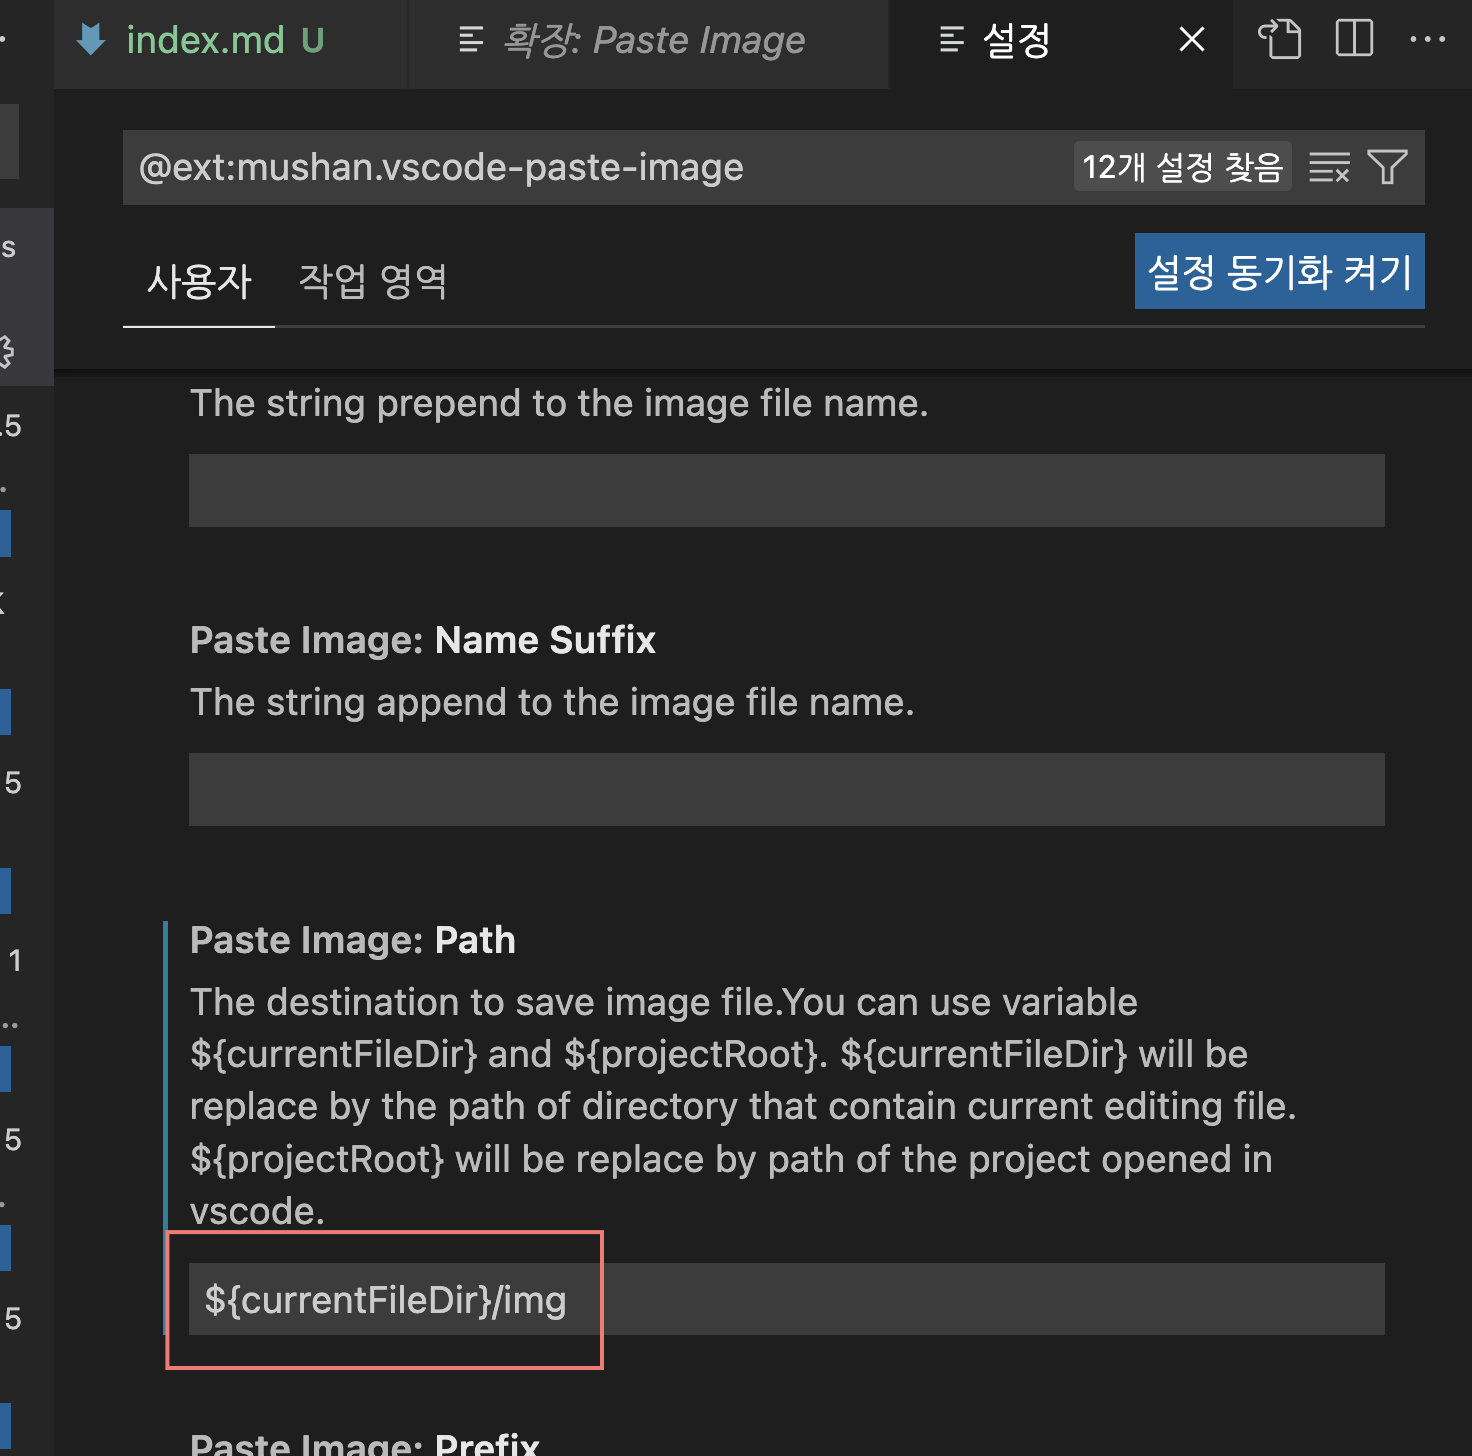 index.md U
확장: Paste Image
설정
@ext:mushan.vscode-paste-image
12개 설정 찾음
사용자
작업 영역
설정 동기화 켜기
The string prepend to the image file name.
Paste Image: Name Suffix
The string append to the image file name.
Paste Image: Path
The destination to save image file.You can use variable
${currentFileDir} and ${projectRoot}. ${currentFileDir} will be
replace by the path of directory that contain current editing file.
${projectRoot} will be replace by path of the project opened in
vscode.
${currentFileDir}/img
Paste Image: Prefix
s
.5
5
1
5
5